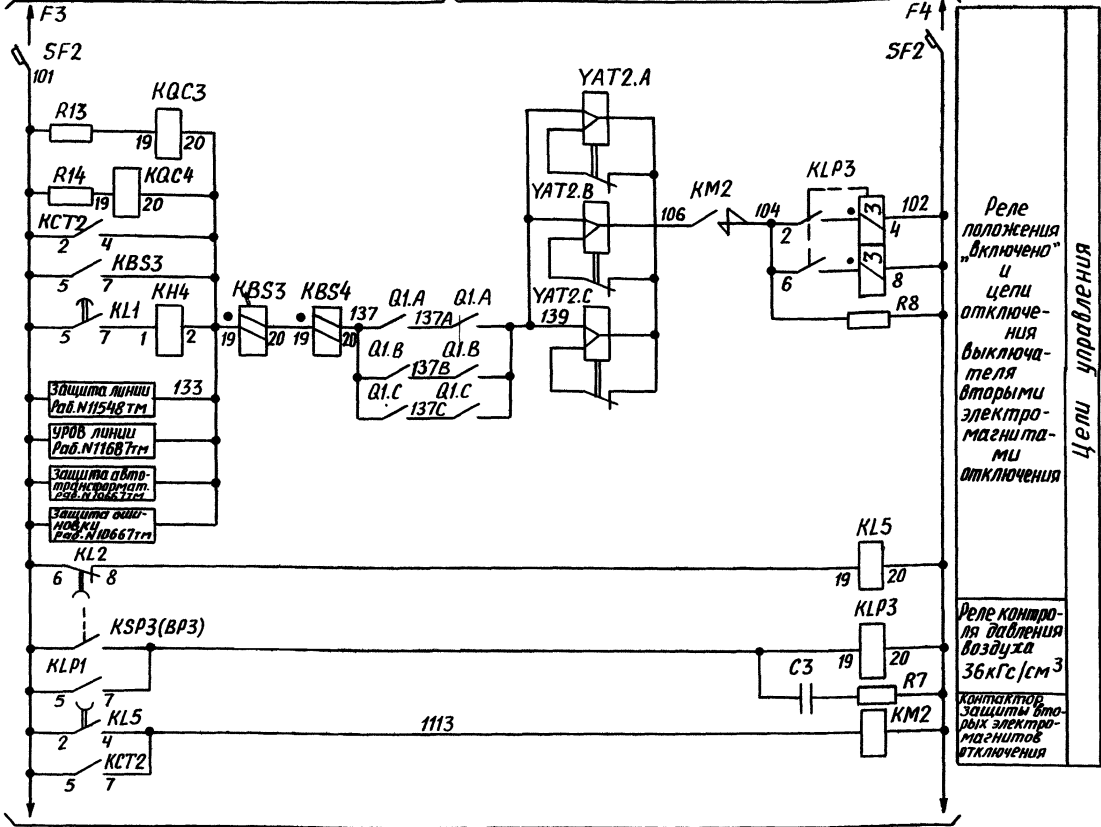 F3
F4
SF2
SF2
101
R13
KQC3
19
20
R14
KQC4
19
20
KCT2
2 4
KBS3
5 7
KL1
5 7
KH4
1 2
KBS3
19 20
KBS4
19 20
137
Q1.A
137A
Q1.A
Q1.B
137B
Q1.B
Q1.C
137C
Q1.C
139
YAT2.A
YAT2.B
YAT2.C
106
KM2
104
KLP3
2
3
4
102
6
3
8
R8
Защита линии
Раб.N11548тм
133
УРОВ линии
Раб.N11687тм
Защита авто-
трансформат.
Защита оши-
новки
Раб.N10667тм
KL2
6 8
KL5
19 20
KSP3(BP3)
KLP3
19 20
KLP1
5 7
C3
R7
KL5
2 4
1113
KM2
KCT2
5 7
Реле
положения
„включено"
и
цепи
отключе-
ния
выключа-
теля
вторыми
электро-
магнита-
ми
отключения
Реле контро-
ля давления
воздуха
36кГс/см³
Контактор
защиты вто-
рых электро-
магнитов
отключения
Цепи управления